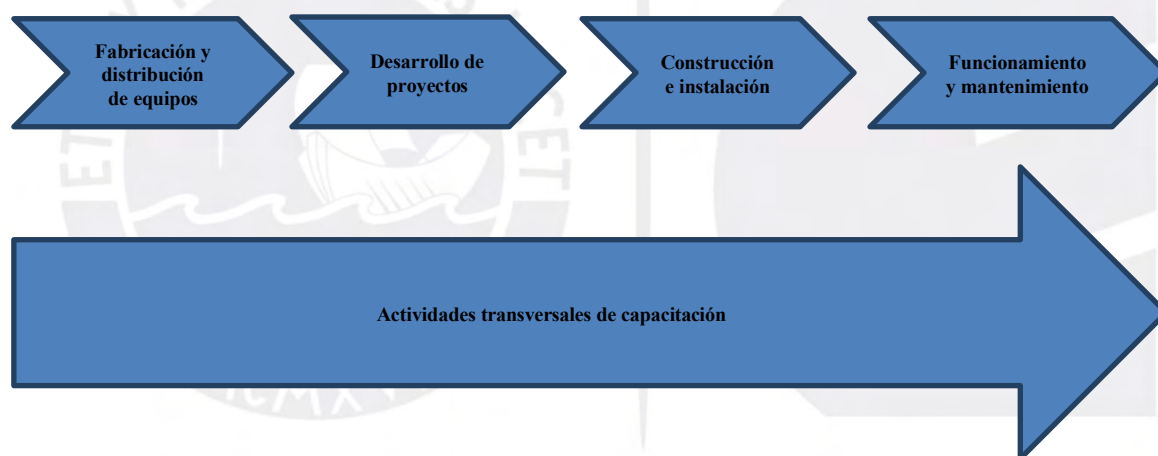 Fabricación y
distribución
de equipos
Desarrollo de
proyectos
Construcción
e instalación
Funcionamiento
y mantenimiento
Actividades transversales de capacitación